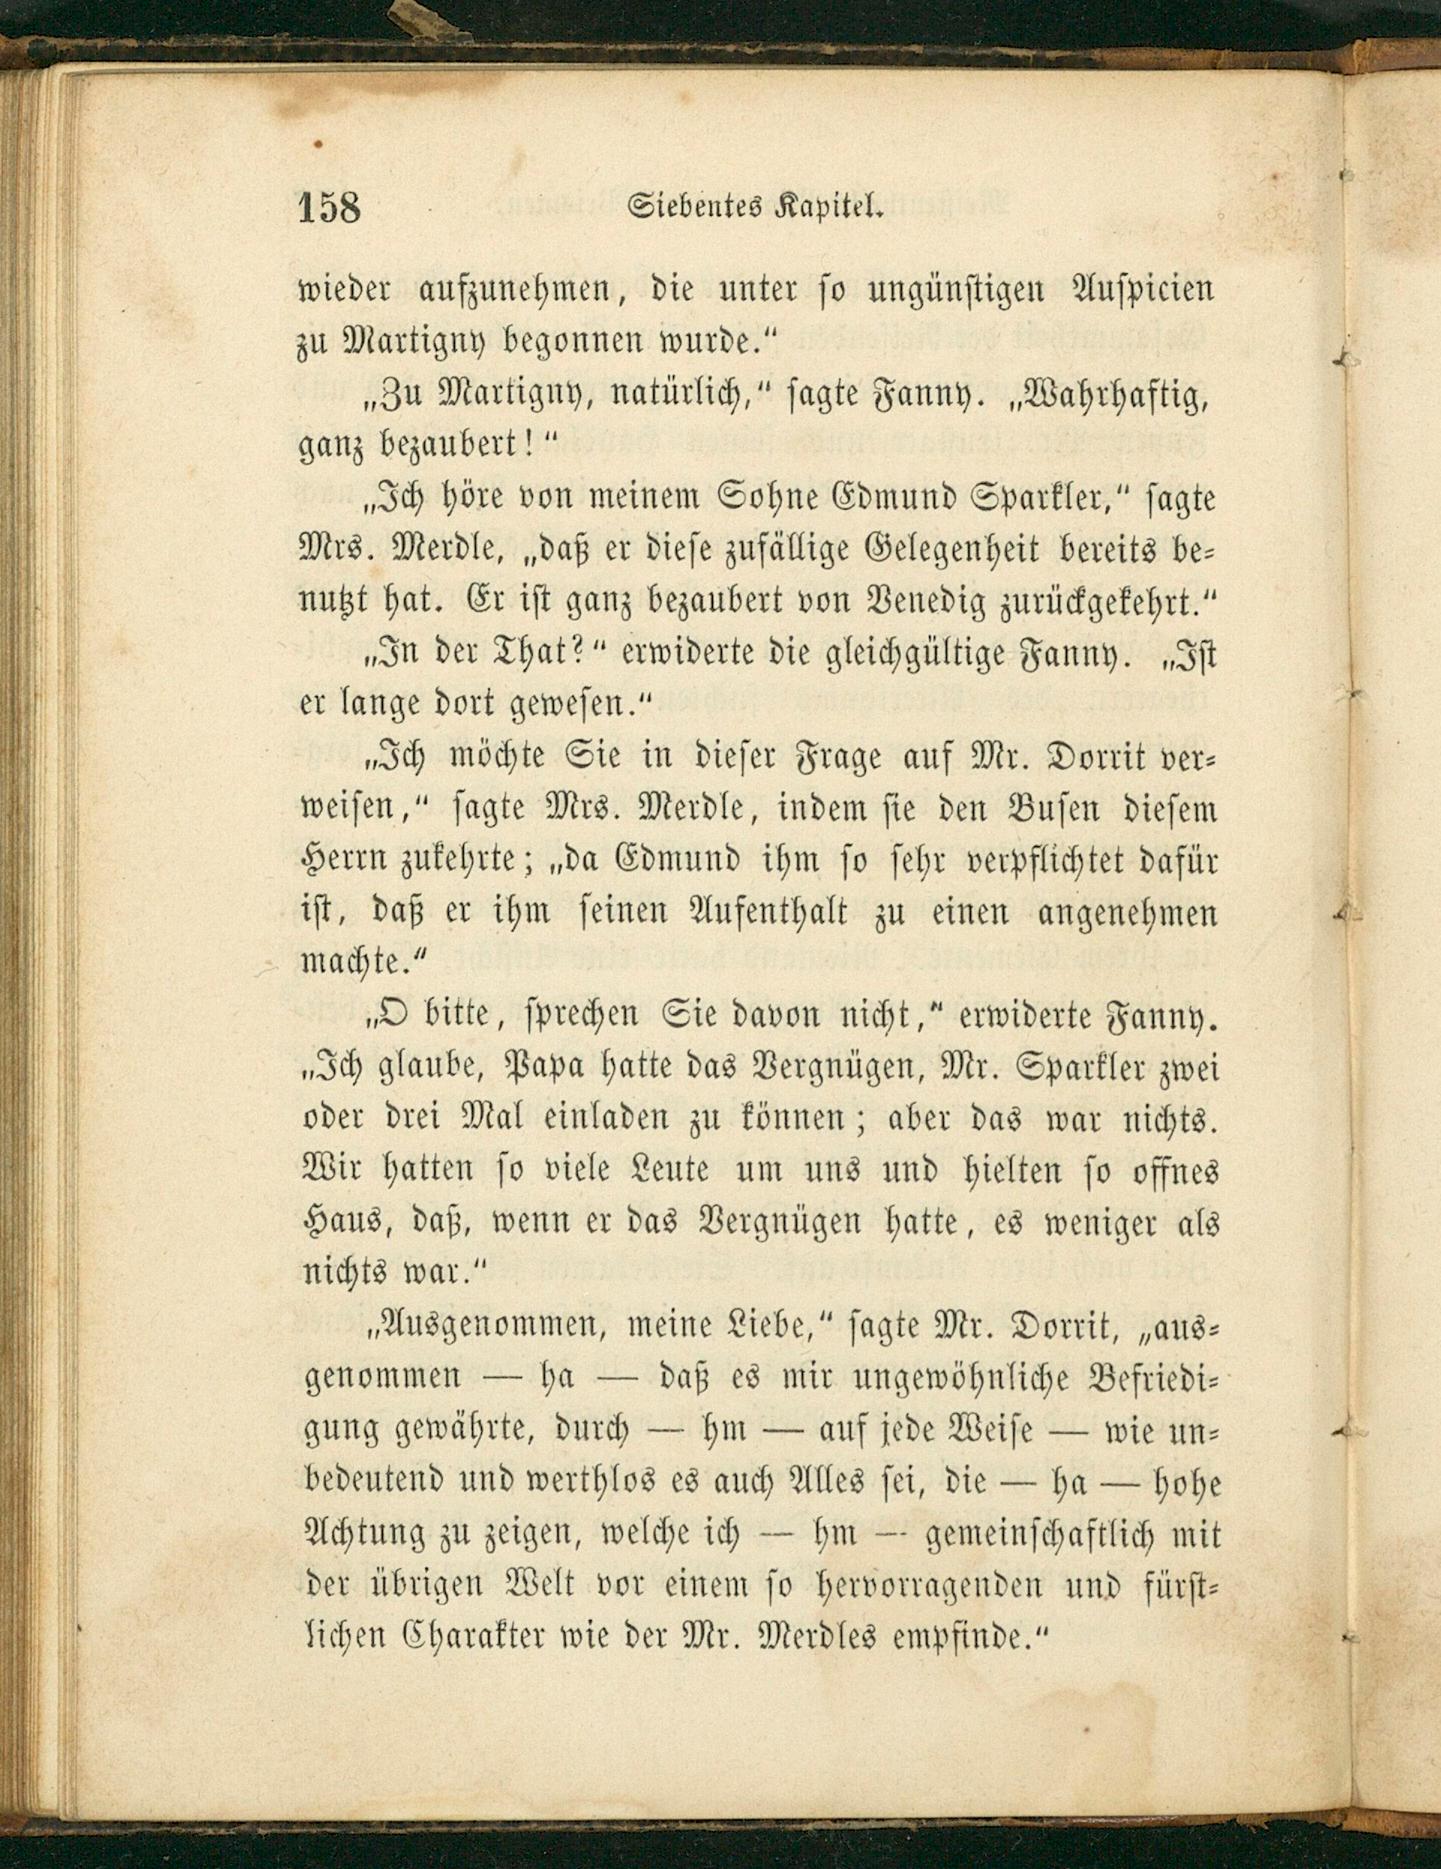 158
Siebentes Kapitel.
wieder aufzunehmen, die unter so ungünstigen Auspicien
zu Martigny begonnen wurde.“
„Zu Martigny, natürlich,“ sagte Fanny. „Wahrhaftig,
ganz bezaubert!“
„Ich höre von meinem Sohne Edmund Sparkler,“ sagte
Mrs. Merdle, „daß er diese zufällige Gelegenheit bereits be-
nutzt hat. Er ist ganz bezaubert von Venedig zurückgekehrt.“
„In der That?“ erwiderte die gleichgültige Fanny. „Ist
er lange dort gewesen.“
„Ich möchte Sie in dieser Frage auf Mr. Dorrit ver-
weisen,“ sagte Mrs. Merdle, indem sie den Busen diesem
Herrn zukehrte; „da Edmund ihm so sehr verpflichtet dafür
ist, daß er ihm seinen Aufenthalt zu einen angenehmen
machte.“
„O bitte, sprechen Sie davon nicht,“ erwiderte Fanny.
„Ich glaube, Papa hatte das Vergnügen, Mr. Sparkler zwei
oder drei Mal einladen zu können; aber das war nichts.
Wir hatten so viele Leute um uns und hielten so offnes
Haus, daß, wenn er das Vergnügen hatte, es weniger als
nichts war.“
„Ausgenommen, meine Liebe,“ sagte Mr. Dorrit, „aus-
genommen — ha — daß es mir ungewöhnliche Befriedi-
gung gewährte, durch — hm — auf jede Weise — wie un-
bedeutend und werthlos es auch Alles sei, die — ha — hohe
Achtung zu zeigen, welche ich — hm — gemeinschaftlich mit
der übrigen Welt vor einem so hervorragenden und fürst-
lichen Charakter wie der Mr. Merdles empfinde.“